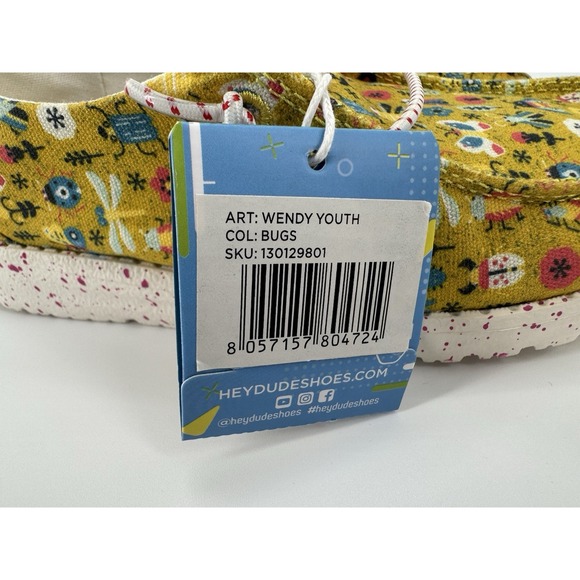 ART: WENDY YOUTH
COL: BUGS
SKU: 130129801
8 057157 804724
HEYDUDESHOES.COM
@heydudeshoes #heydudeshoes